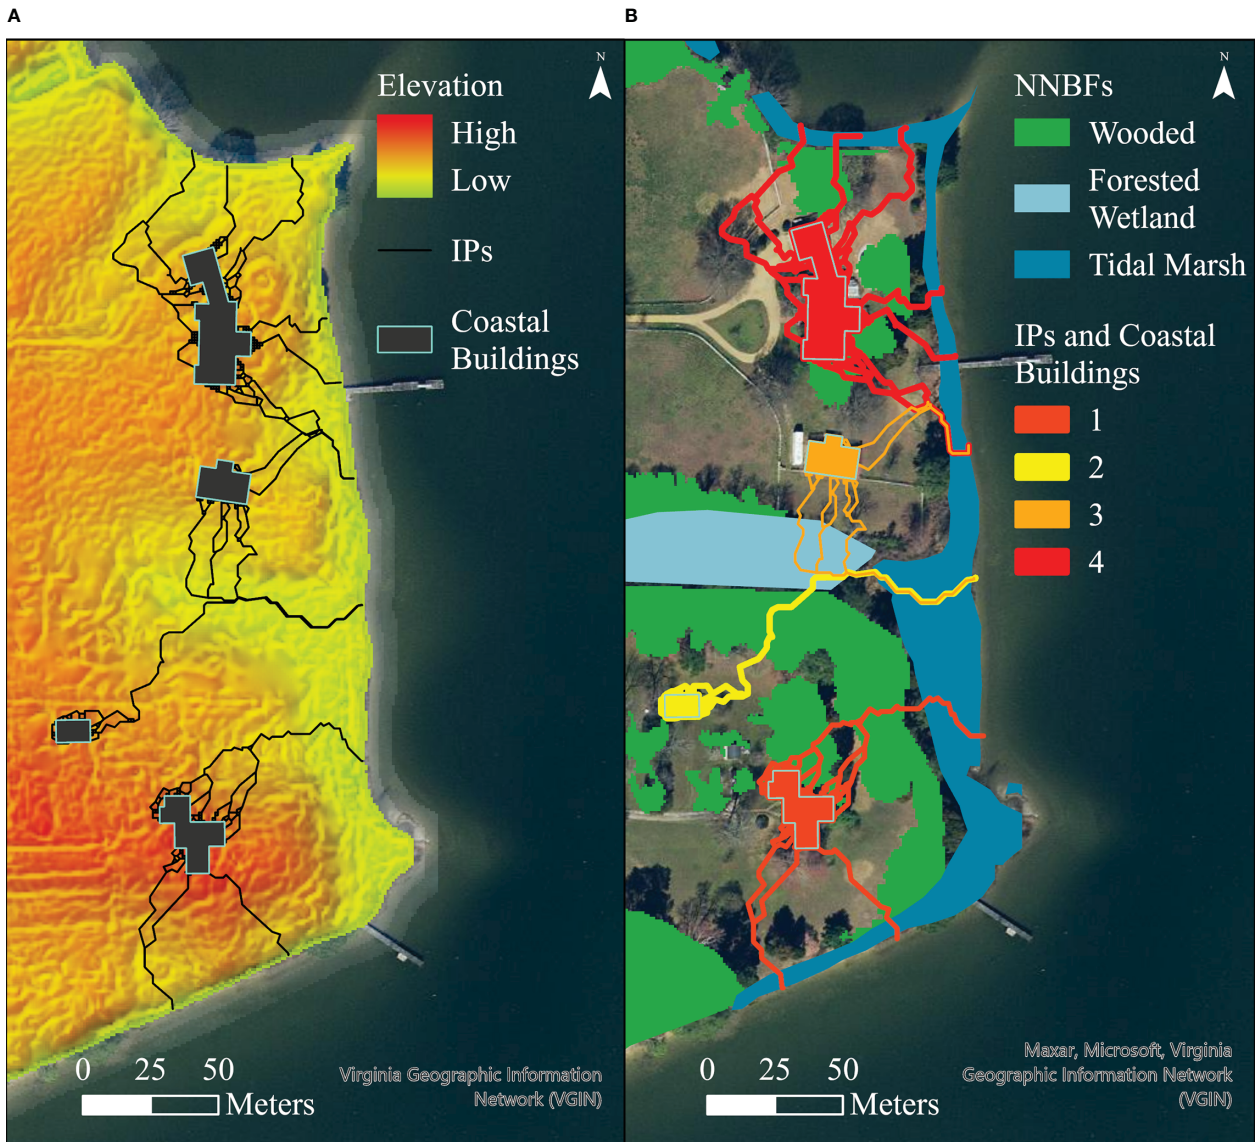 A
B
N
Elevation
High
Low
IPs
Coastal
Buildings
0 25 50
Meters
Virginia Geographic Information
Network (VGIN)
N
NNBFs
Wooded
Forested
Wetland
Tidal Marsh
IPs and Coastal
Buildings
1
2
3
4
0 25 50
Meters
Maxar, Microsoft, Virginia
Geographic Information Network
(VGIN)